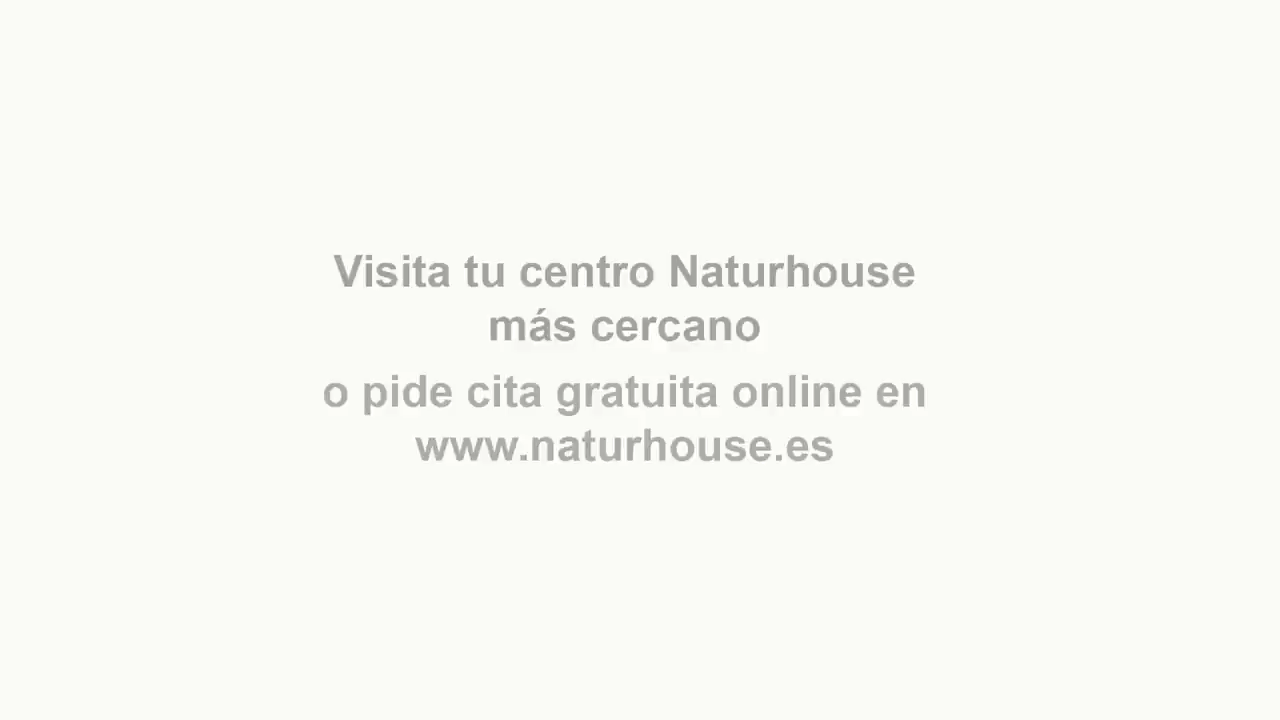 Visita tu centro Naturhouse
más cercano
o pide cita gratuita online en
www.naturhouse.es